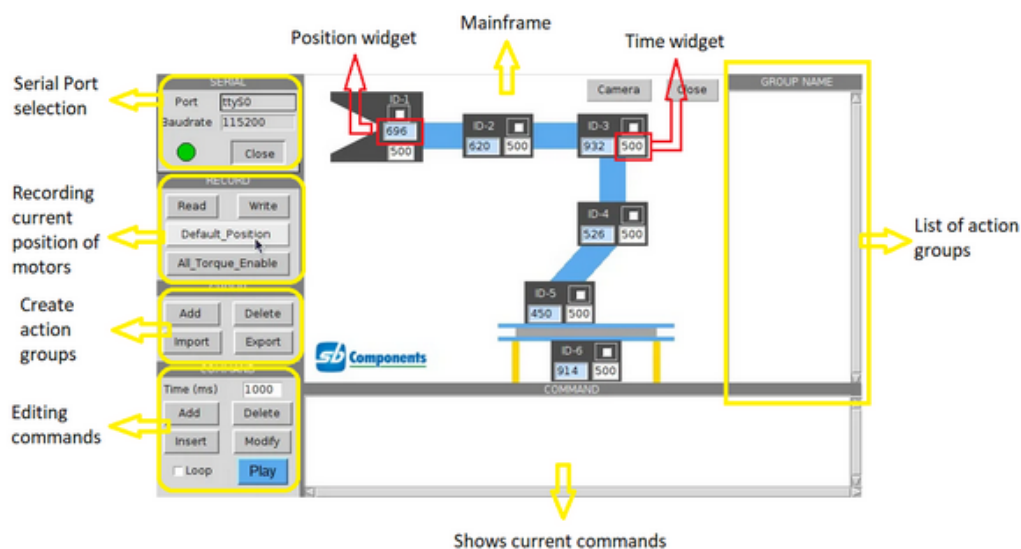 Mainframe
Position widget
Time widget
Serial Port
selection
SERIAL
Port ttyS0
Baudrate 115200
Close
Camera Close
GROUP NAME
ID-1
696
500
ID-2
620 500
ID-3
932 500
Recording
current
position of
motors
RECORD
Read Write
Default_Position
All_Torque_Enable
ID-4
526 500
List of action
groups
Create
action
groups
Add Delete
Import Export
ID-5
450 500
ID-6
914 500
sb Components
COMMAND
Editing
commands
COMMAND
Time (ms) 1000
Add Delete
Insert Modify
Loop Play
Shows current commands